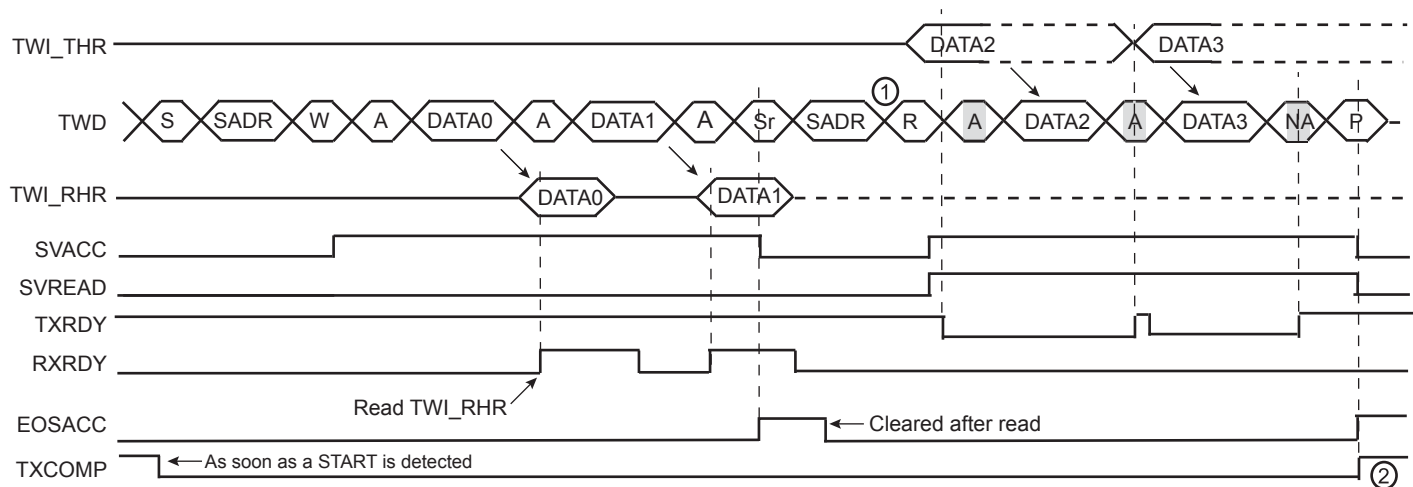 TWI_THR DATA2 DATA3
①
TWD S SADR W A DATA0 A DATA1 A Sr SADR R A DATA2 A DATA3 NA P
TWI_RHR DATA0 DATA1
SVACC
SVREAD
TXRDY
RXRDY
Read TWI_RHR
EOSACC Cleared after read
TXCOMP As soon as a START is detected ②